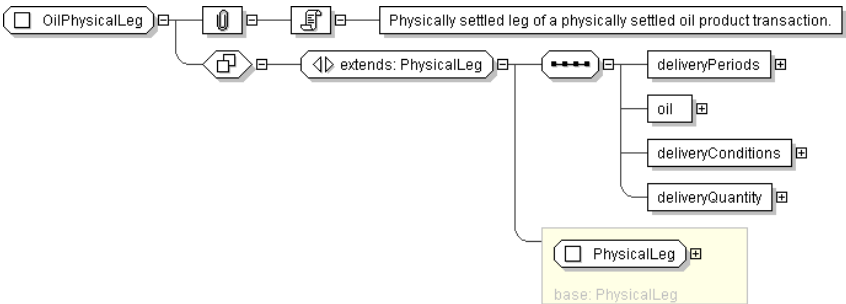 OilPhysicalLeg
Physically settled leg of a physically settled oil product transaction.
extends: PhysicalLeg
deliveryPeriods
oil
deliveryConditions
deliveryQuantity
PhysicalLeg
base: PhysicalLeg